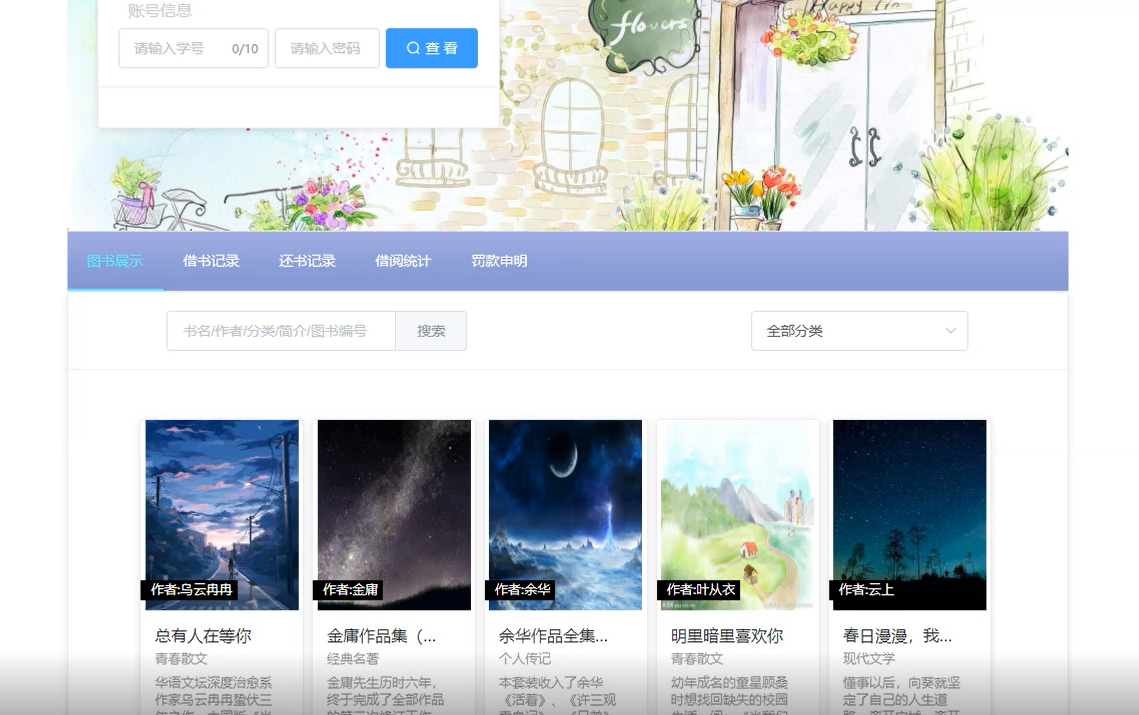 账号信息
请输入学号 0/10 请输入密码 查 看
flovers
Happy
图书展示 借书记录 还书记录 借阅统计 罚款申明
书名/作者/分类/简介/图书编号 搜索 全部分类
作者:乌云冉冉 作者:金庸 作者:余华 作者:叶从衣 作者:云上
总有人在等你 金庸作品集（... 余华作品全集... 明里暗里喜欢你 春日漫漫，我...
青春散文 经典名著 个人传记 青春散文 现代文学
华语文坛深度治愈系 金庸先生历时六年， 本套装收入了余华 幼年成名的童星顾桑 懂事以后，向葵就坚
作家乌云冉冉蛰伏三 终于完成了全部作品 《活着》、《许三观 时想找回缺失的校园 定了自己的人生道